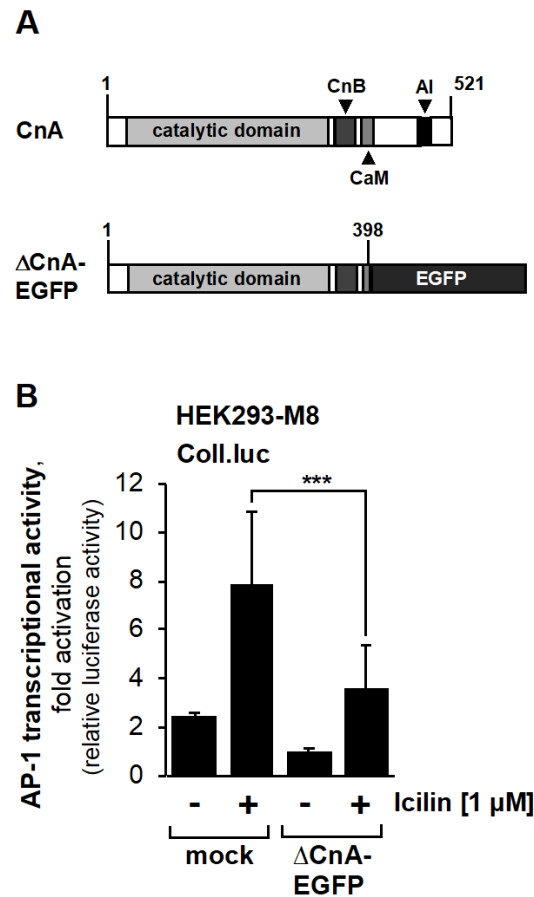 A
1
CnB
AI
521
CnA
catalytic domain
CaM
1
398
ΔCnA-
EGFP
catalytic domain
EGFP
B
HEK293-M8
Coll.luc
AP-1 transcriptional activity,
fold activation
(relative luciferase activity)
12
10
8
6
4
2
0
***
- + - + Icilin [1 µM]
mock
ΔCnA-
EGFP